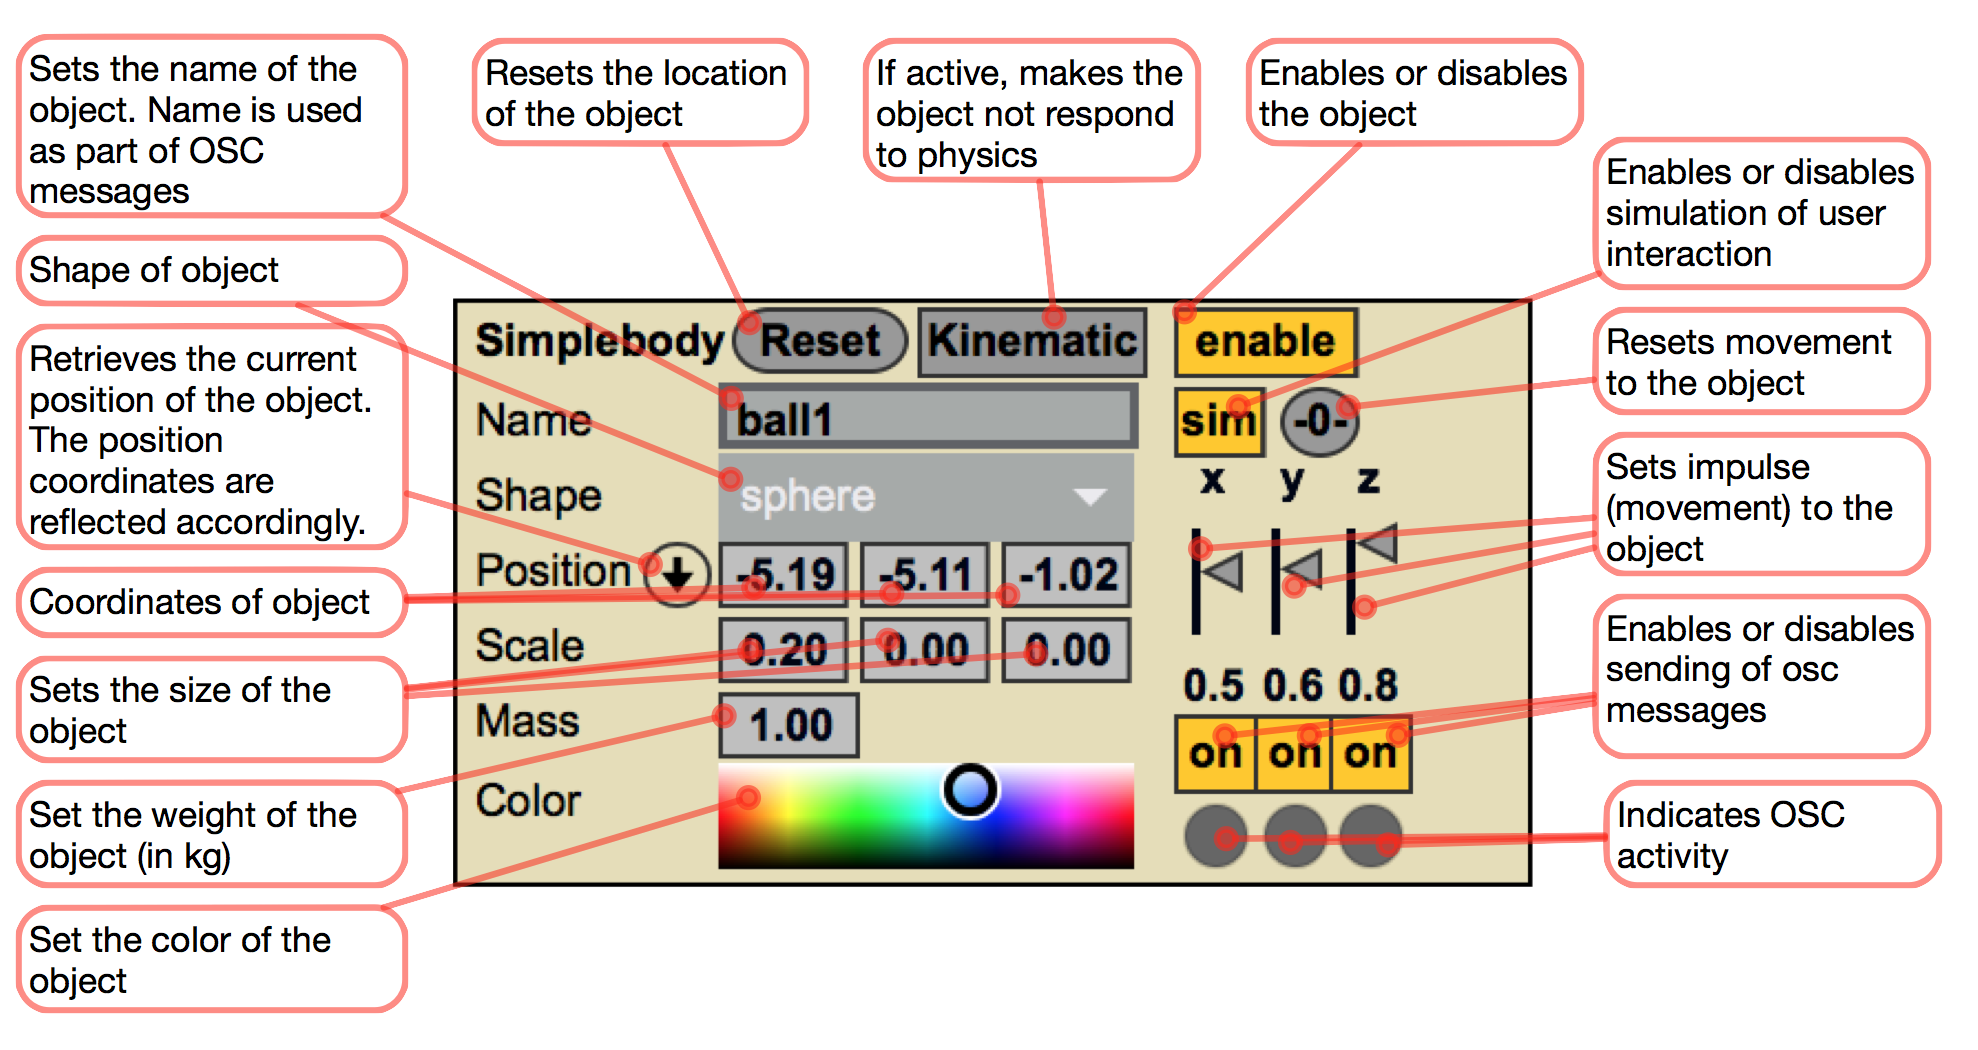 Sets the name of the
object. Name is used
as part of OSC
messages
Resets the location
of the object
If active, makes the
object not respond
to physics
Enables or disables
the object
Enables or disables
simulation of user
interaction
Shape of object
Retrieves the current
position of the object.
The position
coordinates are
reflected accordingly.
Coordinates of object
Sets the size of the
object
Set the weight of the
object (in kg)
Set the color of the
object
Simplebody Reset Kinematic enable
Name ball1 sim -0-
Shape sphere x y z
Position -5.19 -5.11 -1.02
Scale 0.20 0.00 0.00
Mass 1.00 0.5 0.6 0.8
on on on
Color
Resets movement
to the object
Sets impulse
(movement) to the
object
Enables or disables
sending of osc
messages
Indicates OSC
activity